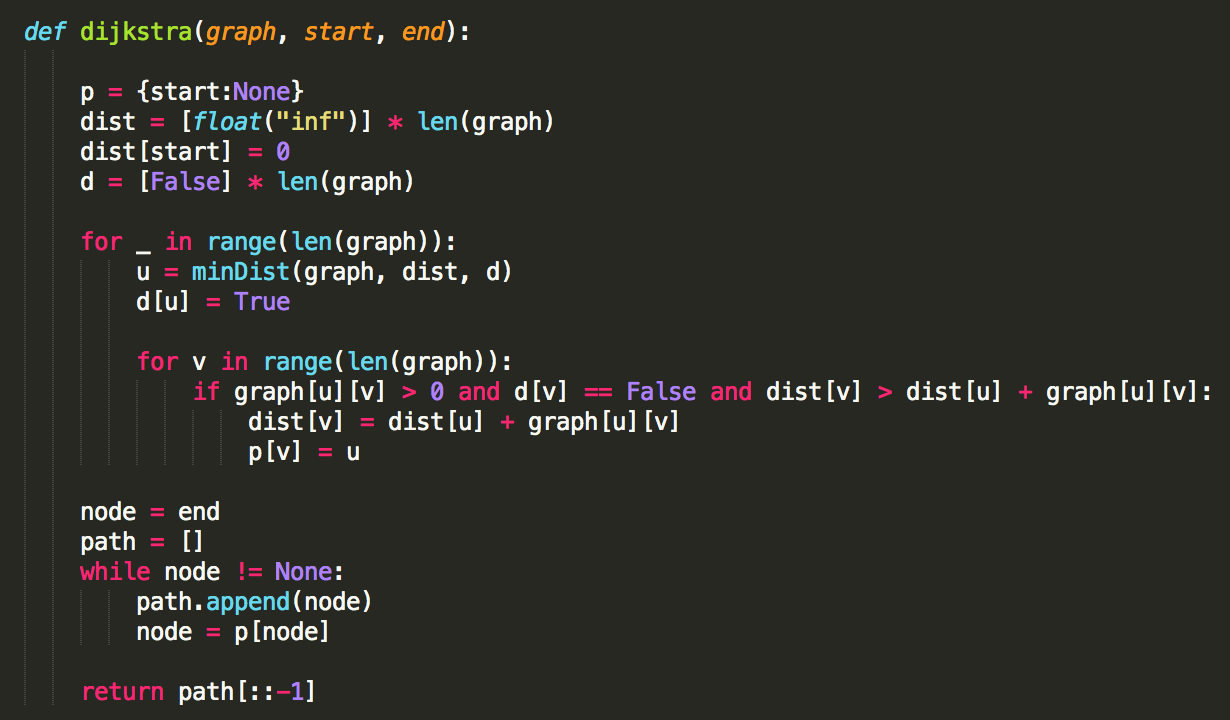 def dijkstra(graph, start, end):
p = {start:None}
dist = [float("inf")] * len(graph)
dist[start] = 0
d = [False] * len(graph)
for _ in range(len(graph)):
u = minDist(graph, dist, d)
d[u] = True
for v in range(len(graph)):
if graph[u][v] > 0 and d[v] == False and dist[v] > dist[u] + graph[u][v]:
dist[v] = dist[u] + graph[u][v]
p[v] = u
node = end
path = []
while node != None:
path.append(node)
node = p[node]
return path[::-1]